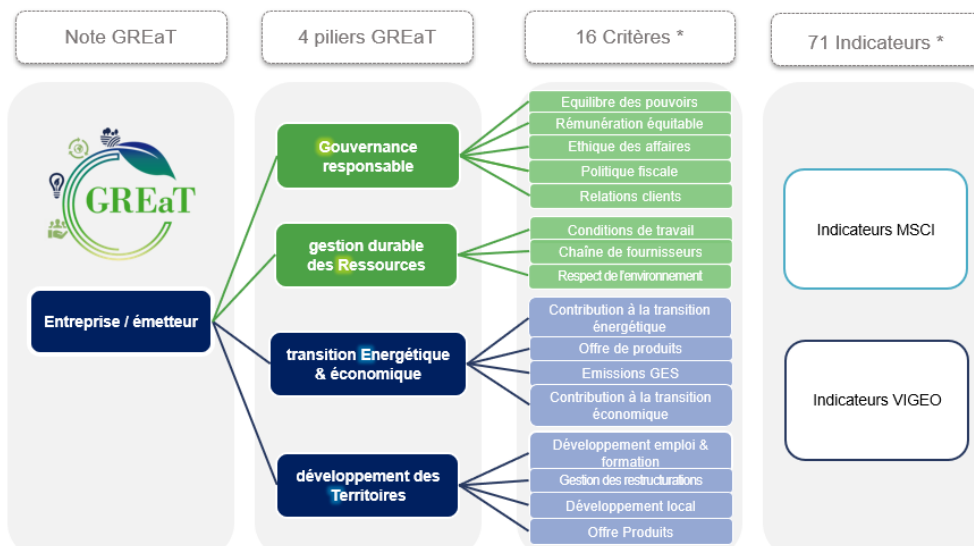 Note GREaT
4 piliers GREaT
16 Critères *
71 Indicateurs *
GREaT
Entreprise / émetteur
Gouvernance
responsable
gestion durable
des Ressources
transition Energétique
& économique
développement des
Territoires
Equilibre des pouvoirs
Rémunération équitable
Ethique des affaires
Politique fiscale
Relations clients
Conditions de travail
Chaîne de fournisseurs
Respect de l'environnement
Contribution à la transition
énergétique
Offre de produits
Emissions GES
Contribution à la transition
économique
Développement emploi &
formation
Gestion des restructurations
Développement local
Offre Produits
Indicateurs MSCI
Indicateurs VIGEO